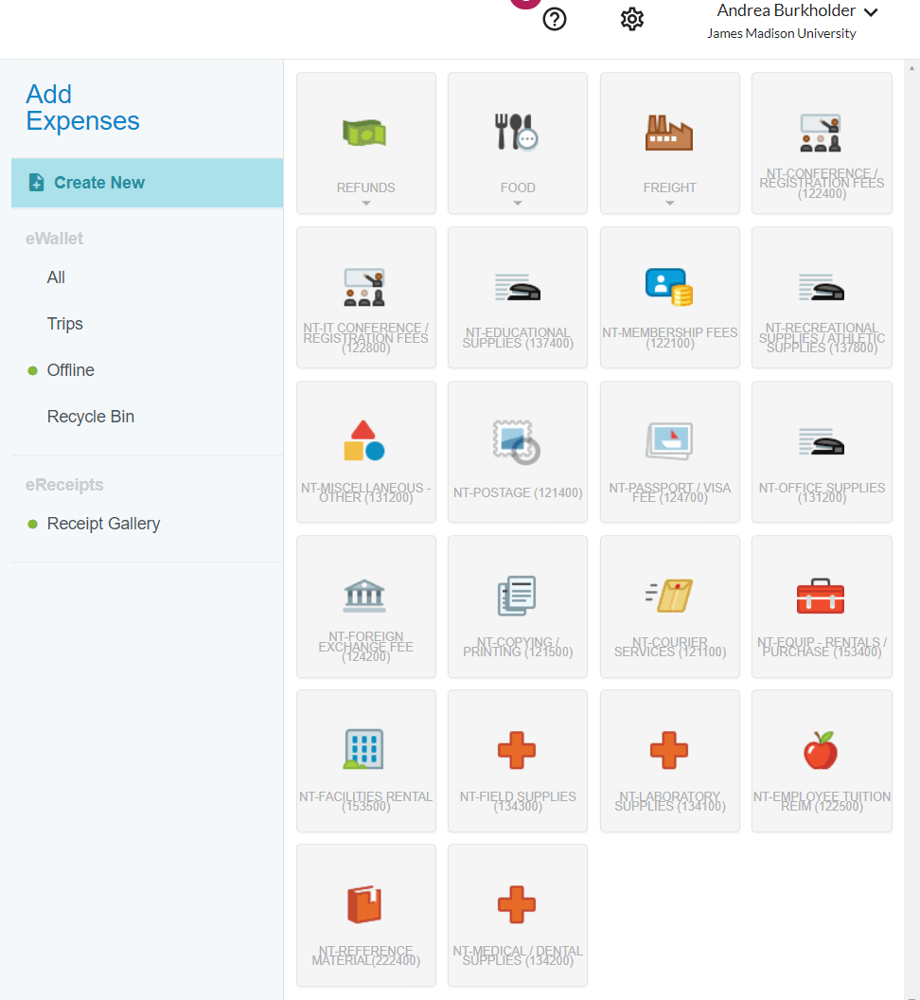 Andrea Burkholder
James Madison University
Add
Expenses
Create New
eWallet
All
Trips
Offline
Recycle Bin
eReceipts
Receipt Gallery
REFUNDS
FOOD
FREIGHT
NT-CONFERENCE /
REGISTRATION FEES
(122400)
NT-IT CONFERENCE /
REGISTRATION FEES
(122800)
NT-EDUCATIONAL
SUPPLIES (137400)
NT-MEMBERSHIP FEES
(122100)
NT-RECREATIONAL
SUPPLIES / ATHLETIC
SUPPLIES (137800)
NT-MISCELLANEOUS -
OTHER (131200)
NT-POSTAGE (121400)
NT-PASSPORT / VISA
FEE (124700)
NT-OFFICE SUPPLIES
(131200)
NT-FOREIGN
EXCHANGE FEE
(124200)
NT-COPYING /
PRINTING (121500)
NT-COURIER
SERVICES (121100)
NT-EQUIP - RENTALS /
PURCHASE (153400)
NT-FACILITIES RENTAL
(153500)
NT-FIELD SUPPLIES
(134300)
NT-LABORATORY
SUPPLIES (134100)
NT-EMPLOYEE TUITION
REIM (122500)
NT-REFERENCE
MATERIAL(222400)
NT-MEDICAL / DENTAL
SUPPLIES (134200)